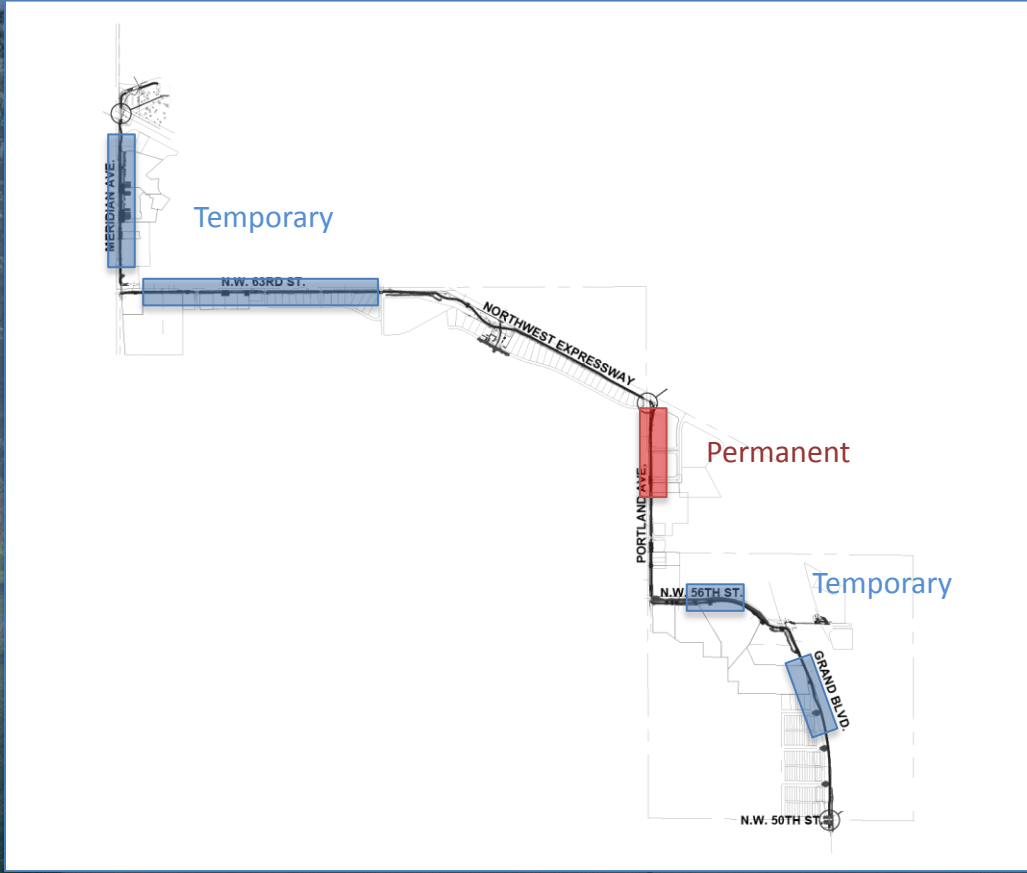 MERIDIAN AVE.
Temporary
N.W. 63RD ST.
NORTHWEST EXPRESSWAY
Permanent
PORTLAND AVE.
Temporary
N.W. 56TH ST.
GRAND BLVD.
N.W. 50TH ST.